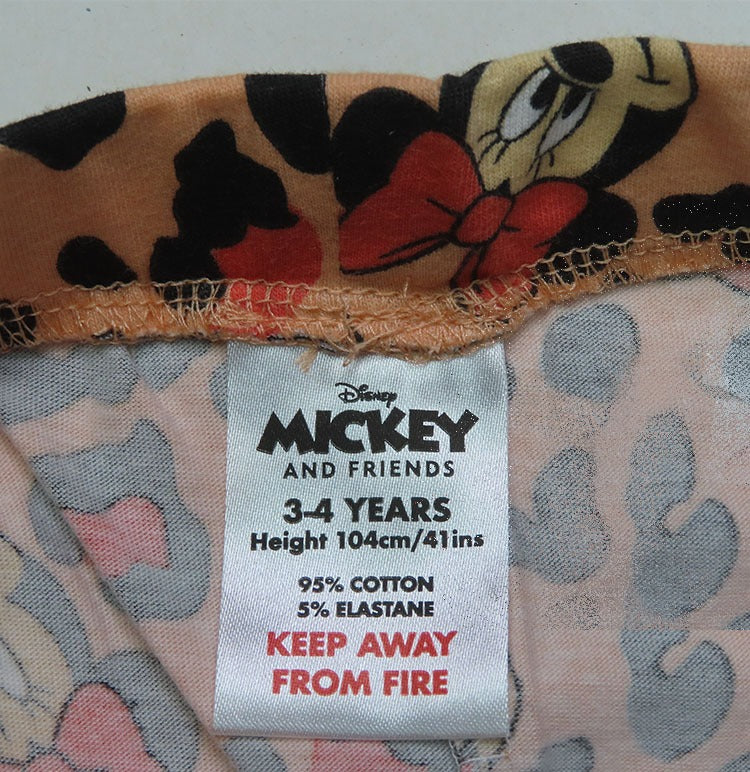 Disney
MICKEY
AND FRIENDS
3-4 YEARS
Height 104cm/41ins
95% COTTON
5% ELASTANE
KEEP AWAY
FROM FIRE